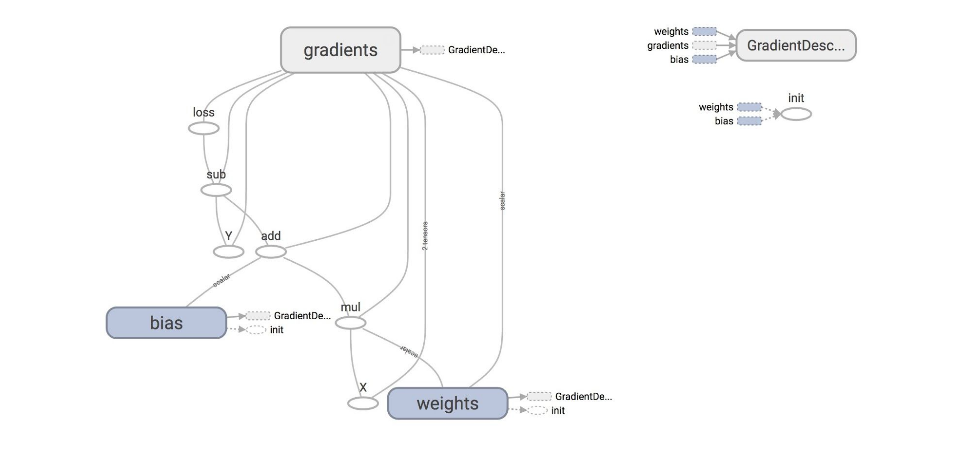 gradients
GradientDe...
weights
gradients
bias
GradientDesc...
loss
init
weights
bias
sub
scalar
Y
add
2 tensors
scalar
bias
GradientDe...
init
mul
scalar
X
weights
GradientDe...
init